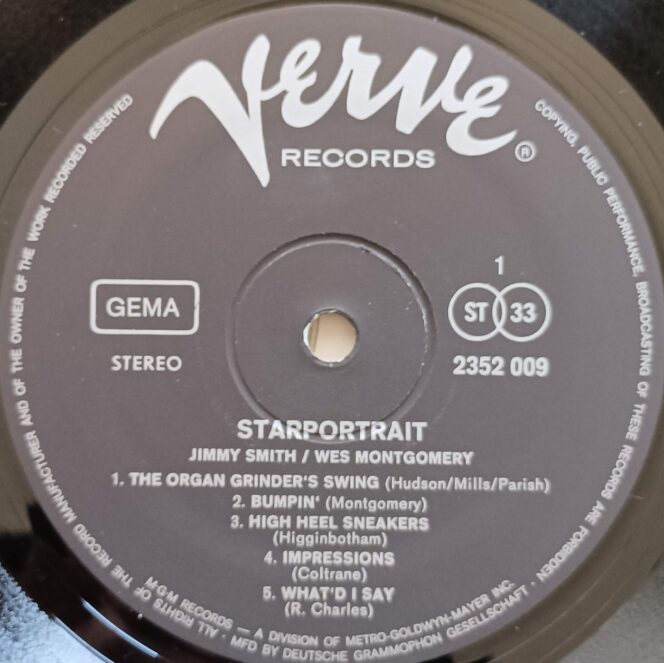 Verve
RECORDS ®
COPYING, PUBLIC PERFORMANCE, BROADCASTING OF THESE RECORDS ARE FORBIDDEN
ALL RIGHTS OF THE RECORD MANUFACTURER AND OF THE OWNER OF THE WORK RECORDED RESERVED
GEMA
STEREO
1
ST 33
2352 009
STARPORTRAIT
JIMMY SMITH / WES MONTGOMERY
1. THE ORGAN GRINDER'S SWING (Hudson/Mills/Parish)
2. BUMPIN' (Montgomery)
3. HIGH HEEL SNEAKERS
(Higginbotham)
4. IMPRESSIONS
(Coltrane)
5. WHAT'D I SAY
(R. Charles)
M-G-M RECORDS — A DIVISION OF METRO-GOLDWYN-MAYER INC.
· MFD BY DEUTSCHE GRAMMOPHON GESELLSCHAFT ·